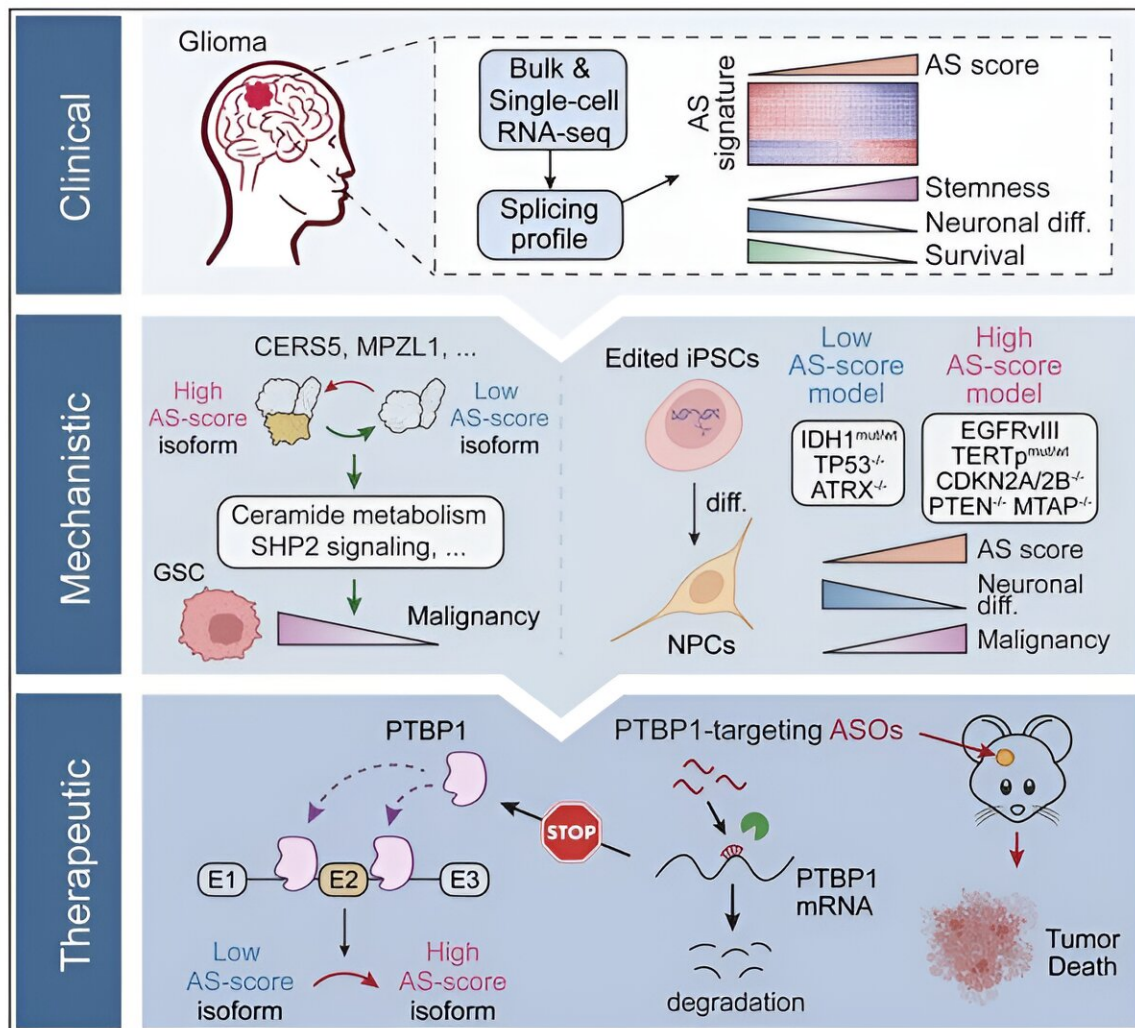 Clinical
Glioma
Bulk &
Single-cell
RNA-seq
Splicing
profile
AS
signature
AS score
Stemness
Neuronal diff.
Survival
Mechanistic
CERS5, MPZL1, ...
High
AS-score
isoform
Low
AS-score
isoform
Ceramide metabolism
SHP2 signaling, ...
GSC
Malignancy
Edited iPSCs
diff.
NPCs
Low
AS-score
model
High
AS-score
model
IDH1mut/wt
TP53-/-
ATRX-/-
EGFRvIII
TERTpmut/wt
CDKN2A/2B-/-
PTEN-/- MTAP-/-
AS score
Neuronal
diff.
Malignancy
Therapeutic
PTBP1
E1
E2
E3
Low
AS-score
isoform
High
AS-score
isoform
STOP
PTBP1-targeting ASOs
PTBP1
mRNA
degradation
Tumor
Death